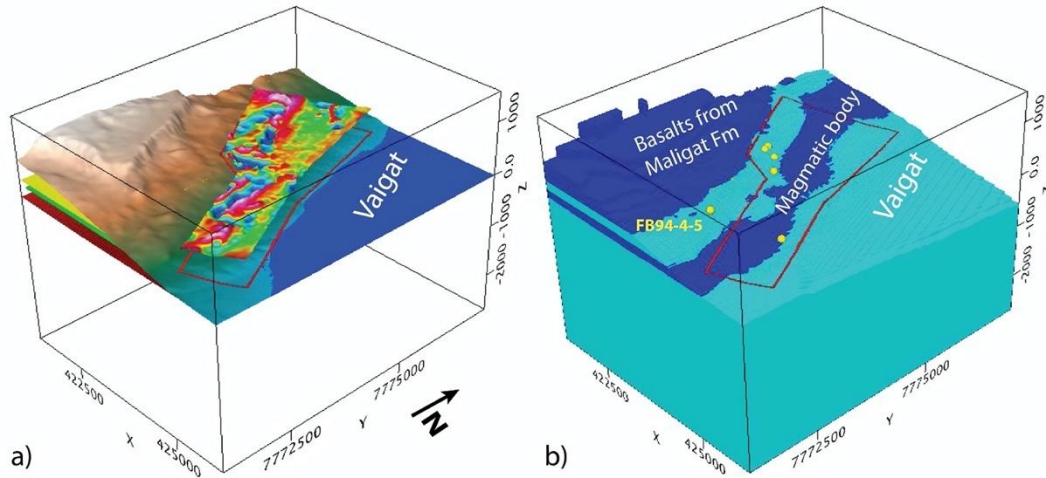 1000
0.0
-1000
-2000
Z
Vaigat
422500
X
425000
7772500
Y
7775000
N
a)
1000
0.0
-1000
-2000
Z
Basalts from
Maligat Fm
Magmatic body
Vaigat
FB94-4-5
422500
X
425000
7772500
Y
7775000
b)